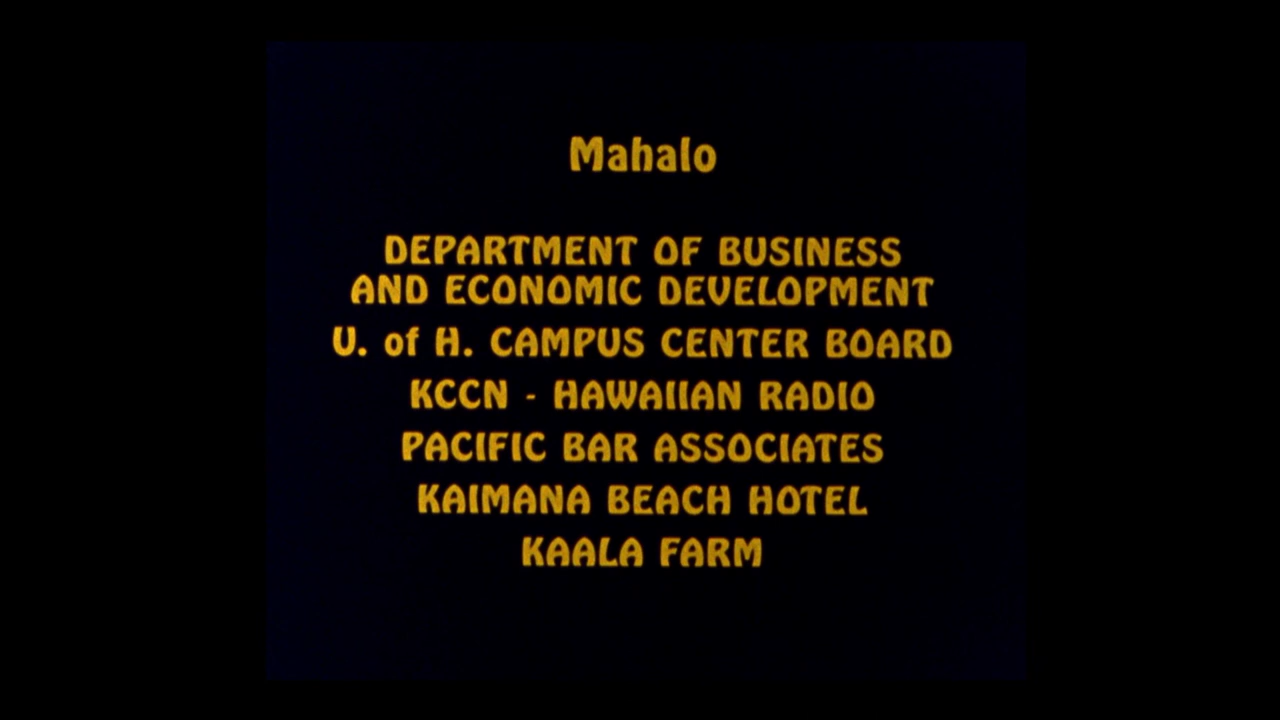 Mahalo
DEPARTMENT OF BUSINESS
AND ECONOMIC DEVELOPMENT
U. of H. CAMPUS CENTER BOARD
KCCN - HAWAIIAN RADIO
PACIFIC BAR ASSOCIATES
KAIMANA BEACH HOTEL
KAALA FARM